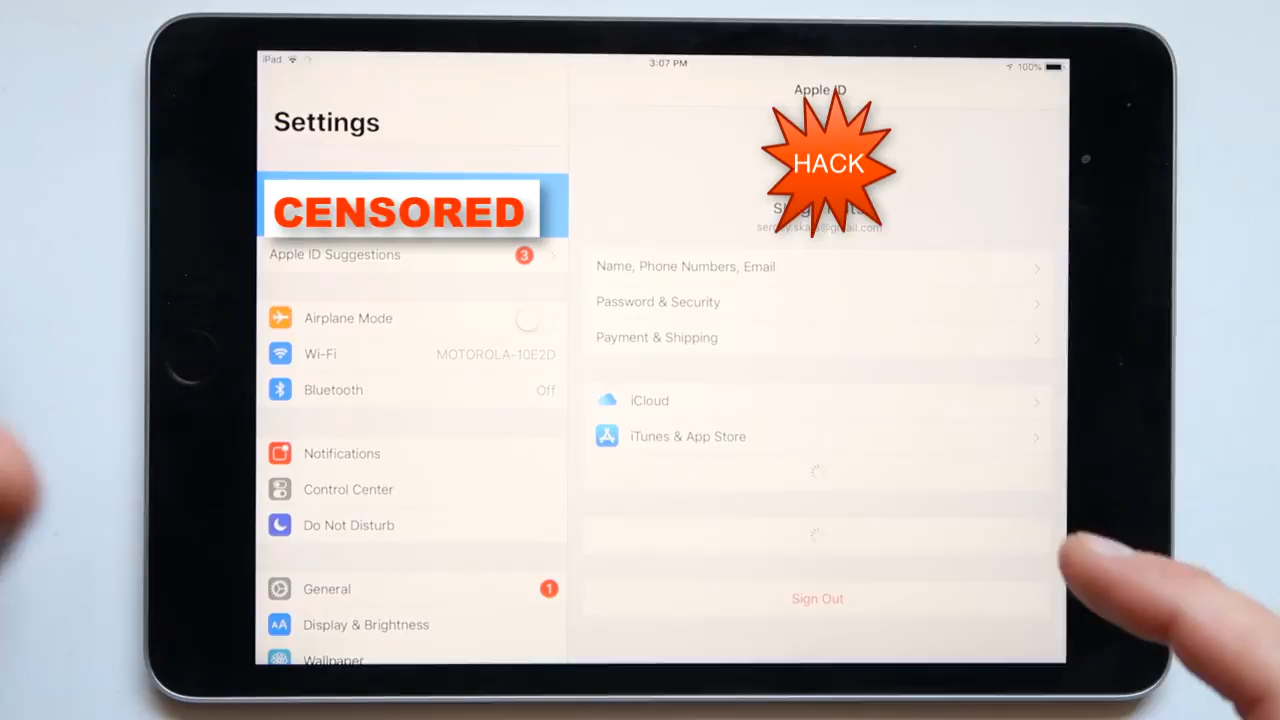 iPad
3:07 PM
100%
Settings
Apple ID
HACK
CENSORED
Apple ID Suggestions
3
Name, Phone Numbers, Email
Airplane Mode
Password & Security
Wi-Fi
MOTOROLA-10E2D
Payment & Shipping
Bluetooth
Off
iCloud
iTunes & App Store
Notifications
Control Center
Do Not Disturb
General
1
Sign Out
AA
Display & Brightness
Wallpaper